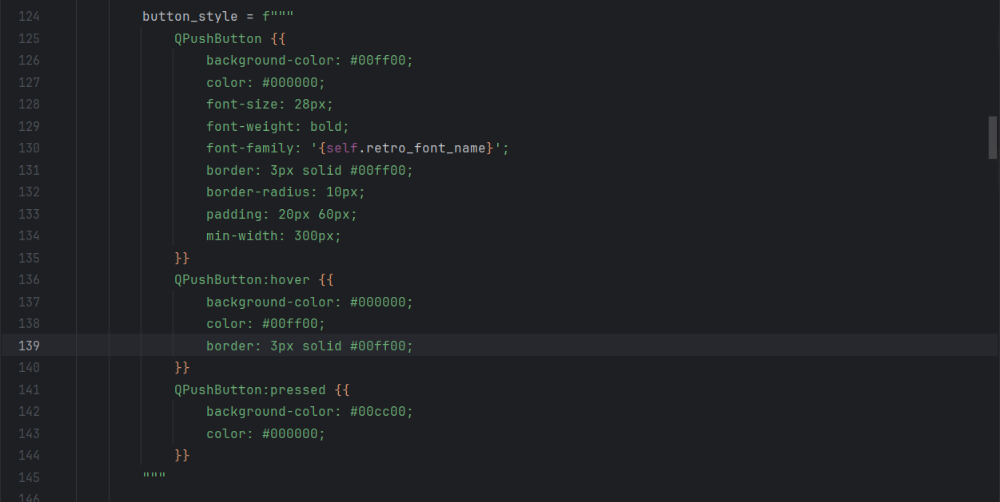 124 button_style = f"""
125 QPushButton {{
126 background-color: #00ff00;
127 color: #000000;
128 font-size: 28px;
129 font-weight: bold;
130 font-family: '{self.retro_font_name}';
131 border: 3px solid #00ff00;
132 border-radius: 10px;
133 padding: 20px 60px;
134 min-width: 300px;
135 }}
136 QPushButton:hover {{
137 background-color: #000000;
138 color: #00ff00;
139 border: 3px solid #00ff00;
140 }}
141 QPushButton:pressed {{
142 background-color: #00cc00;
143 color: #000000;
144 }}
145 """
146